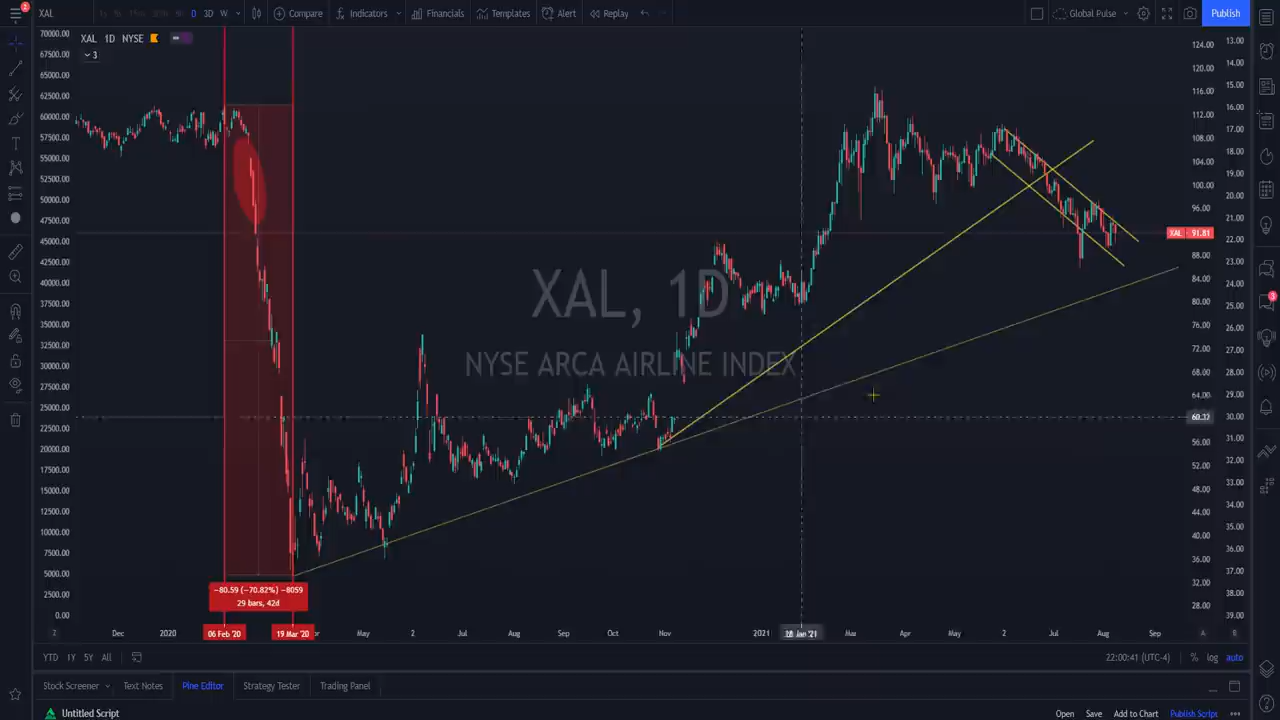 XAL
D
3D
W
Compare
Indicators
Financials
Templates
Alert
Replay
Global Pulse
Publish
XAL 1D NYSE
3
70000.00
67500.00
65000.00
62500.00
60000.00
57500.00
55000.00
52500.00
50000.00
47500.00
45000.00
42500.00
40000.00
37500.00
35000.00
32500.00
30000.00
27500.00
25000.00
22500.00
20000.00
17500.00
15000.00
12500.00
10000.00
7500.00
5000.00
2500.00
00.00
XAL, 1D
NYSE ARCA AIRLINE INDEX
−80.59 (−70.82%) −8059
29 bars, 42d
124.00
120.00
116.00
112.00
108.00
104.00
100.00
96.00
XAL 91.81
88.00
84.00
80.00
76.00
72.00
68.00
64.00
60.37
56.00
52.00
48.00
44.00
40.00
36.00
32.00
28.00
13.00
14.00
15.00
16.00
17.00
18.00
19.00
20.00
21.00
22.00
23.00
24.00
25.00
26.00
27.00
28.00
29.00
30.00
31.00
32.00
33.00
34.00
35.00
36.00
37.00
38.00
39.00
Z
Dec
2020
06 Feb '20
19 Mar '20
May
2
Jul
Aug
Sep
Oct
Nov
2021
Mar
Apr
May
2
Jul
Aug
Sep
A
B
YTD 1Y 5Y All
22:00:41 (UTC-4)
% log auto
Stock Screener
Text Notes
Pine Editor
Strategy Tester
Trading Panel
Untitled Script
Open Save Add to Chart Publish Script